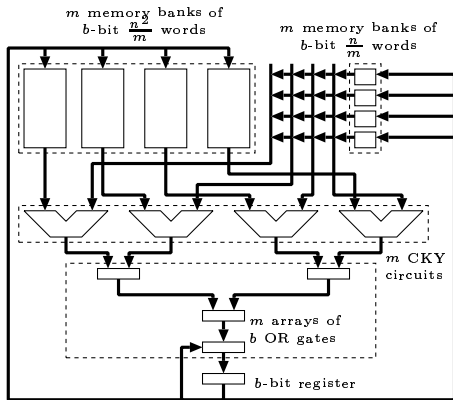 m memory banks of
b-bit n²/m words
m memory banks of
b-bit n/m words
m CKY
circuits
m arrays of
b OR gates
b-bit register